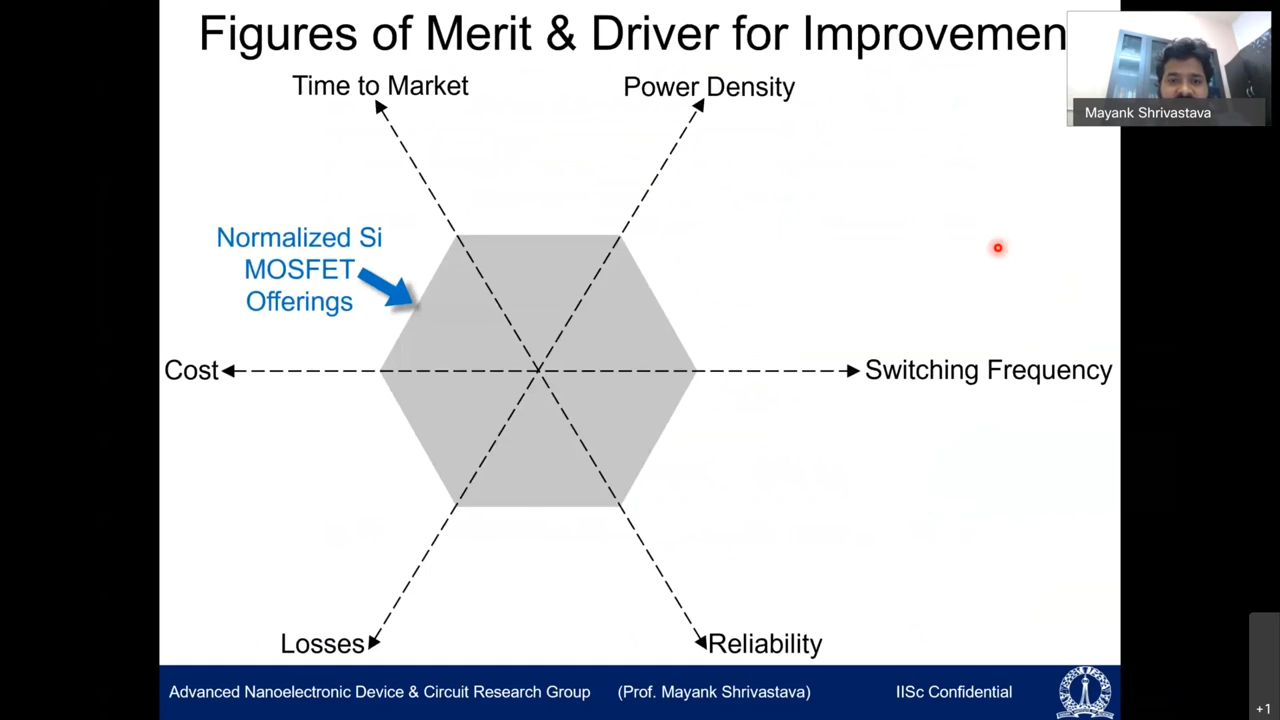 Figures of Merit & Driver for Improvemen
Mayank Shrivastava
Time to Market
Power Density
Normalized Si
MOSFET
Offerings
Cost
Switching Frequency
Losses
Reliability
Advanced Nanoelectronic Device & Circuit Research Group (Prof. Mayank Shrivastava) IISc Confidential
+1